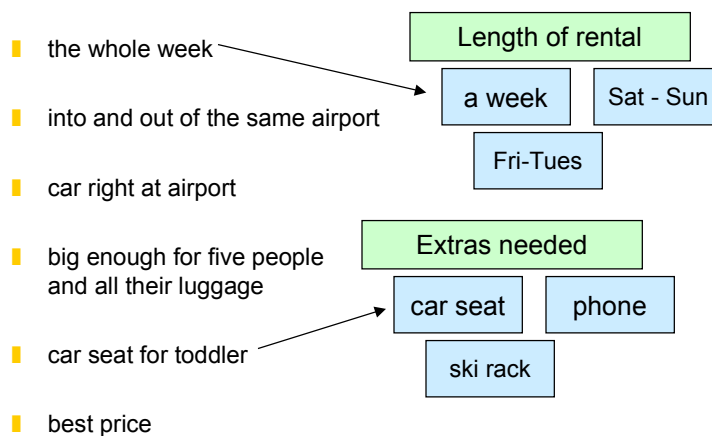 the whole week
into and out of the same airport
car right at airport
big enough for five people
and all their luggage
car seat for toddler
best price
Length of rental
a week
Sat - Sun
Fri-Tues
Extras needed
car seat
phone
ski rack